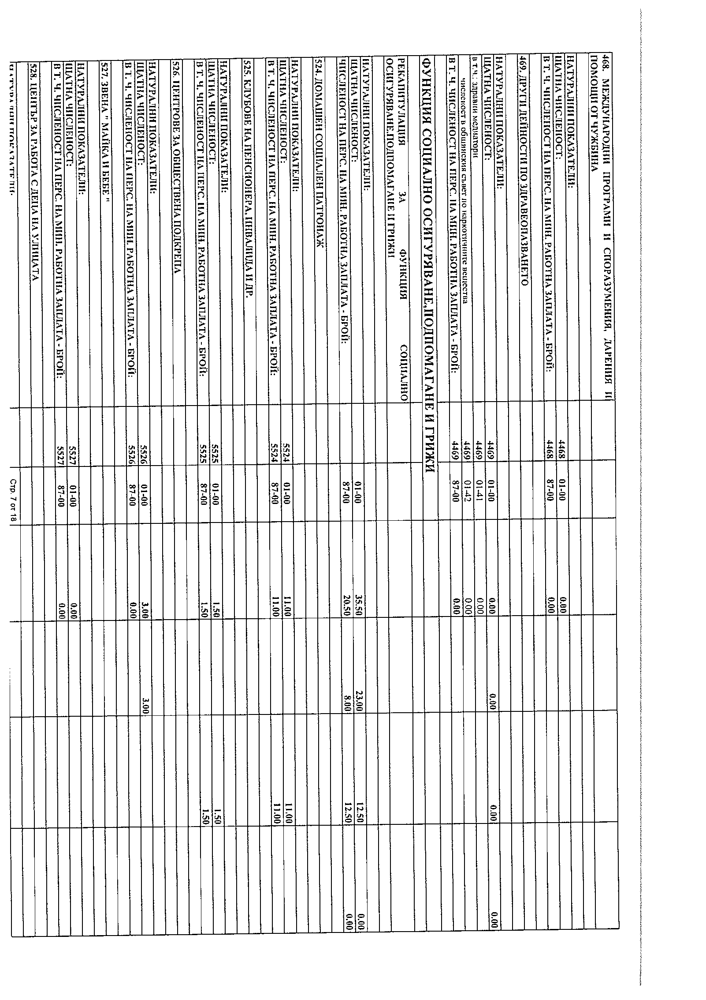 468. МЕЖДУНАРОДНИ ПРОГРАМИ И СПОРАЗУМЕНИЯ, ДАРЕНИЯ И
ПОМОЩИ ОТ ЧУЖБИНА
НАТУРАЛНИ ПОКАЗАТЕЛИ:
ЩАТНА ЧИСЛЕНОСТ: 4468 01-00 0.00
В Т. Ч. ЧИСЛЕНОСТ НА ПЕРС. НА МИН. РАБОТНА ЗАПЛАТА - БРОЙ: 4468 87-00 0.00
469. ДРУГИ ДЕЙНОСТИ ПО ЗДРАВЕОПАЗВАНЕТО
НАТУРАЛНИ ПОКАЗАТЕЛИ:
ЩАТНА ЧИСЛЕНОСТ: 4469 01-00 0.00 0.00 0.00 0.00
в т.ч.: здравни медиатори 4469 01-41 0.00
численост в общинския съвет по наркотичните вещества 4469 01-42 0.00
В Т. Ч. ЧИСЛЕНОСТ НА ПЕРС. НА МИН. РАБОТНА ЗАПЛАТА - БРОЙ: 4469 87-00 0.00
ФУНКЦИЯ СОЦИАЛНО ОСИГУРЯВАНЕ,ПОДПОМАГАНЕ И ГРИЖИ
РЕКАПИТУЛАЦИЯ ЗА ФУНКЦИЯ СОЦИАЛНО
ОСИГУРЯВАНЕ,ПОДПОМАГАНЕ И ГРИЖИ
НАТУРАЛНИ ПОКАЗАТЕЛИ:
ЩАТНА ЧИСЛЕНОСТ: 01-00 35.50 23.00 12.50 0.00
ЧИСЛЕНОСТ НА ПЕРС. НА МИН. РАБОТНА ЗАПЛАТА - БРОЙ: 87-00 20.50 8.00 12.50 0.00
524. ДОМАШЕН СОЦИАЛЕН ПАТРОНАЖ
НАТУРАЛНИ ПОКАЗАТЕЛИ:
ЩАТНА ЧИСЛЕНОСТ: 5524 01-00 11.00 11.00
В Т. Ч. ЧИСЛЕНОСТ НА ПЕРС. НА МИН. РАБОТНА ЗАПЛАТА - БРОЙ: 5524 87-00 11.00 11.00
525. КЛУБОВЕ НА ПЕНСИОНЕРА, ИНВАЛИДА И ДР.
НАТУРАЛНИ ПОКАЗАТЕЛИ:
ЩАТНА ЧИСЛЕНОСТ: 5525 01-00 1.50 1.50
В Т. Ч. ЧИСЛЕНОСТ НА ПЕРС. НА МИН. РАБОТНА ЗАПЛАТА - БРОЙ: 5525 87-00 1.50 1.50
526. ЦЕНТРОВЕ ЗА ОБЩЕСТВЕНА ПОДКРЕПА
НАТУРАЛНИ ПОКАЗАТЕЛИ:
ЩАТНА ЧИСЛЕНОСТ: 5526 01-00 3.00 3.00
В Т. Ч. ЧИСЛЕНОСТ НА ПЕРС. НА МИН. РАБОТНА ЗАПЛАТА - БРОЙ: 5526 87-00 0.00
527. ЗВЕНА " МАЙКА И БЕБЕ "
НАТУРАЛНИ ПОКАЗАТЕЛИ:
ЩАТНА ЧИСЛЕНОСТ: 5527 01-00 0.00
В Т. Ч. ЧИСЛЕНОСТ НА ПЕРС. НА МИН. РАБОТНА ЗАПЛАТА - БРОЙ: 5527 87-00 0.00
528. ЦЕНТЪР ЗА РАБОТА С ДЕЦА НА УЛИЦАТА
НАТУРАЛНИ ПОКАЗАТЕЛИ:
Стр. 7 от 18